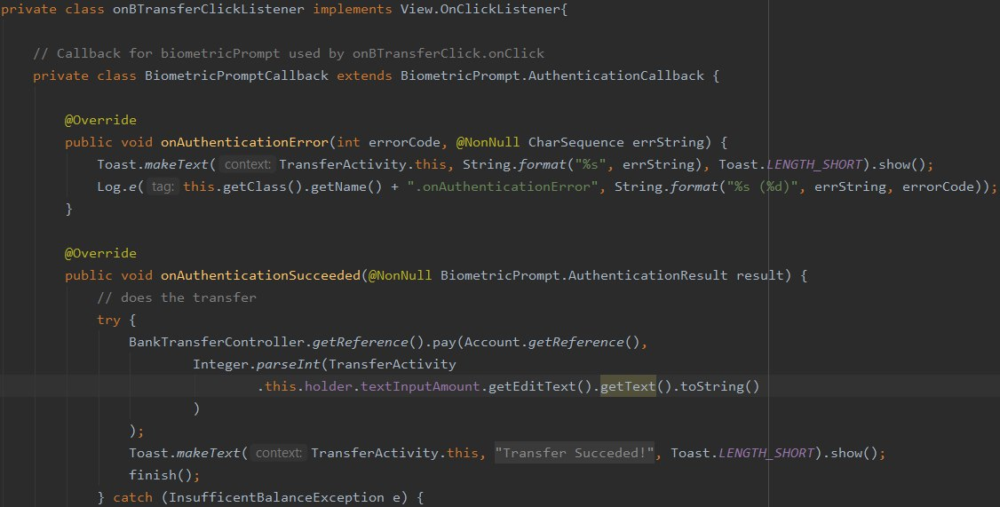 private class onBTransferClickListener implements View.OnClickListener{
// Callback for biometricPrompt used by onBTransferClick.onClick
private class BiometricPromptCallback extends BiometricPrompt.AuthenticationCallback {
@Override
public void onAuthenticationError(int errorCode, @NonNull CharSequence errString) {
Toast.makeText( context: TransferActivity.this, String.format("%s", errString), Toast.LENGTH_SHORT).show();
Log.e( tag: this.getClass().getName() + ".onAuthenticationError", String.format("%s (%d)", errString, errorCode));
}
@Override
public void onAuthenticationSucceeded(@NonNull BiometricPrompt.AuthenticationResult result) {
// does the transfer
try {
BankTransferController.getReference().pay(Account.getReference(),
Integer.parseInt(TransferActivity
.this.holder.textInputAmount.getEditText().getText().toString()
)
);
Toast.makeText( context: TransferActivity.this, "Transfer Succeded!", Toast.LENGTH_SHORT).show();
finish();
} catch (InsufficentBalanceException e) {